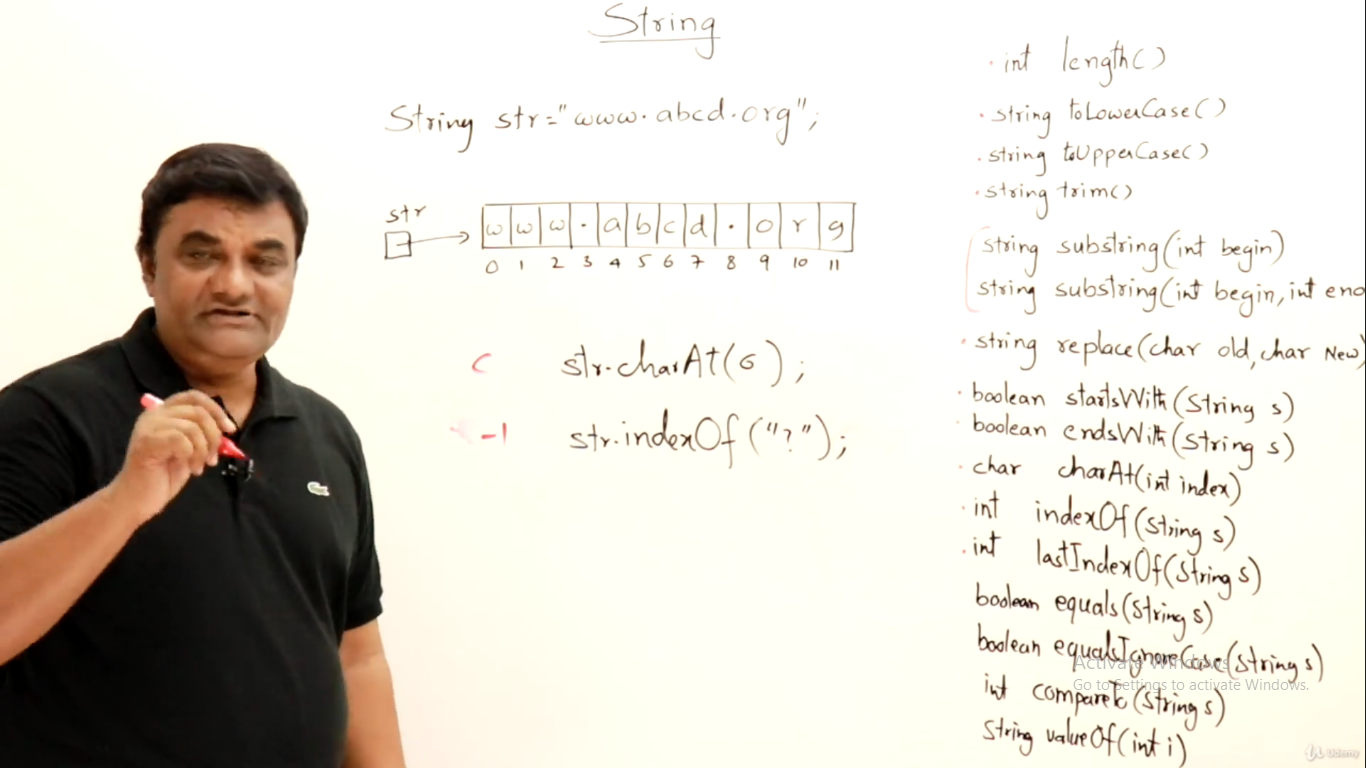 String
String str="www.abcd.org";
str
w w w . a b c d . o r g
0 1 2 3 4 5 6 7 8 9 10 11
c str.charAt(6);
-1 str.indexOf("?");
. int length()
. string toLowerCase()
. string toUpperCase()
. string trim()
string substring(int begin)
string substring(int begin, int end
. string replace(char old, char New)
. boolean startsWith(String s)
. boolean endsWith(String s)
. char charAt(int index)
. int indexOf(String s)
. int lastIndexOf(String s)
boolean equals(String s)
boolean equalsIgnoreCase(String s)
int compareTo(String s)
String valueOf(int i)
Activate Windows
Go to Settings to activate Windows.
Udemy